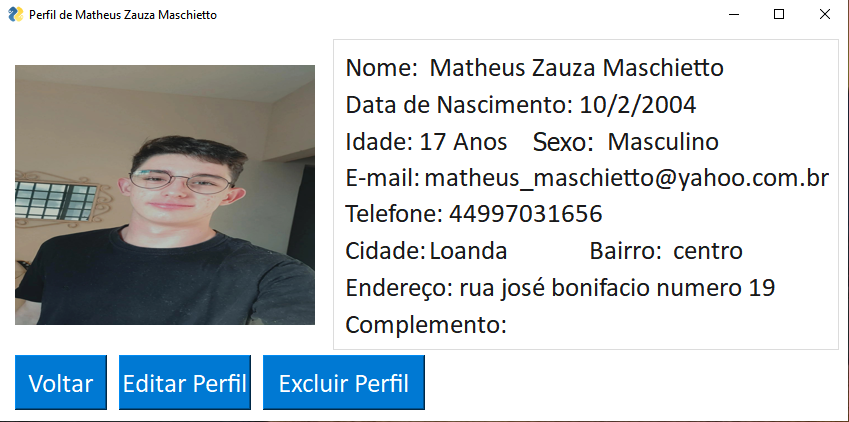 Perfil de Matheus Zauza Maschietto
Nome: Matheus Zauza Maschietto
Data de Nascimento: 10/2/2004
Idade: 17 Anos Sexo: Masculino
E-mail: matheus_maschietto@yahoo.com.br
Telefone: 44997031656
Cidade: Loanda Bairro: centro
Endereço: rua josé bonifacio numero 19
Complemento:
Voltar Editar Perfil Excluir Perfil